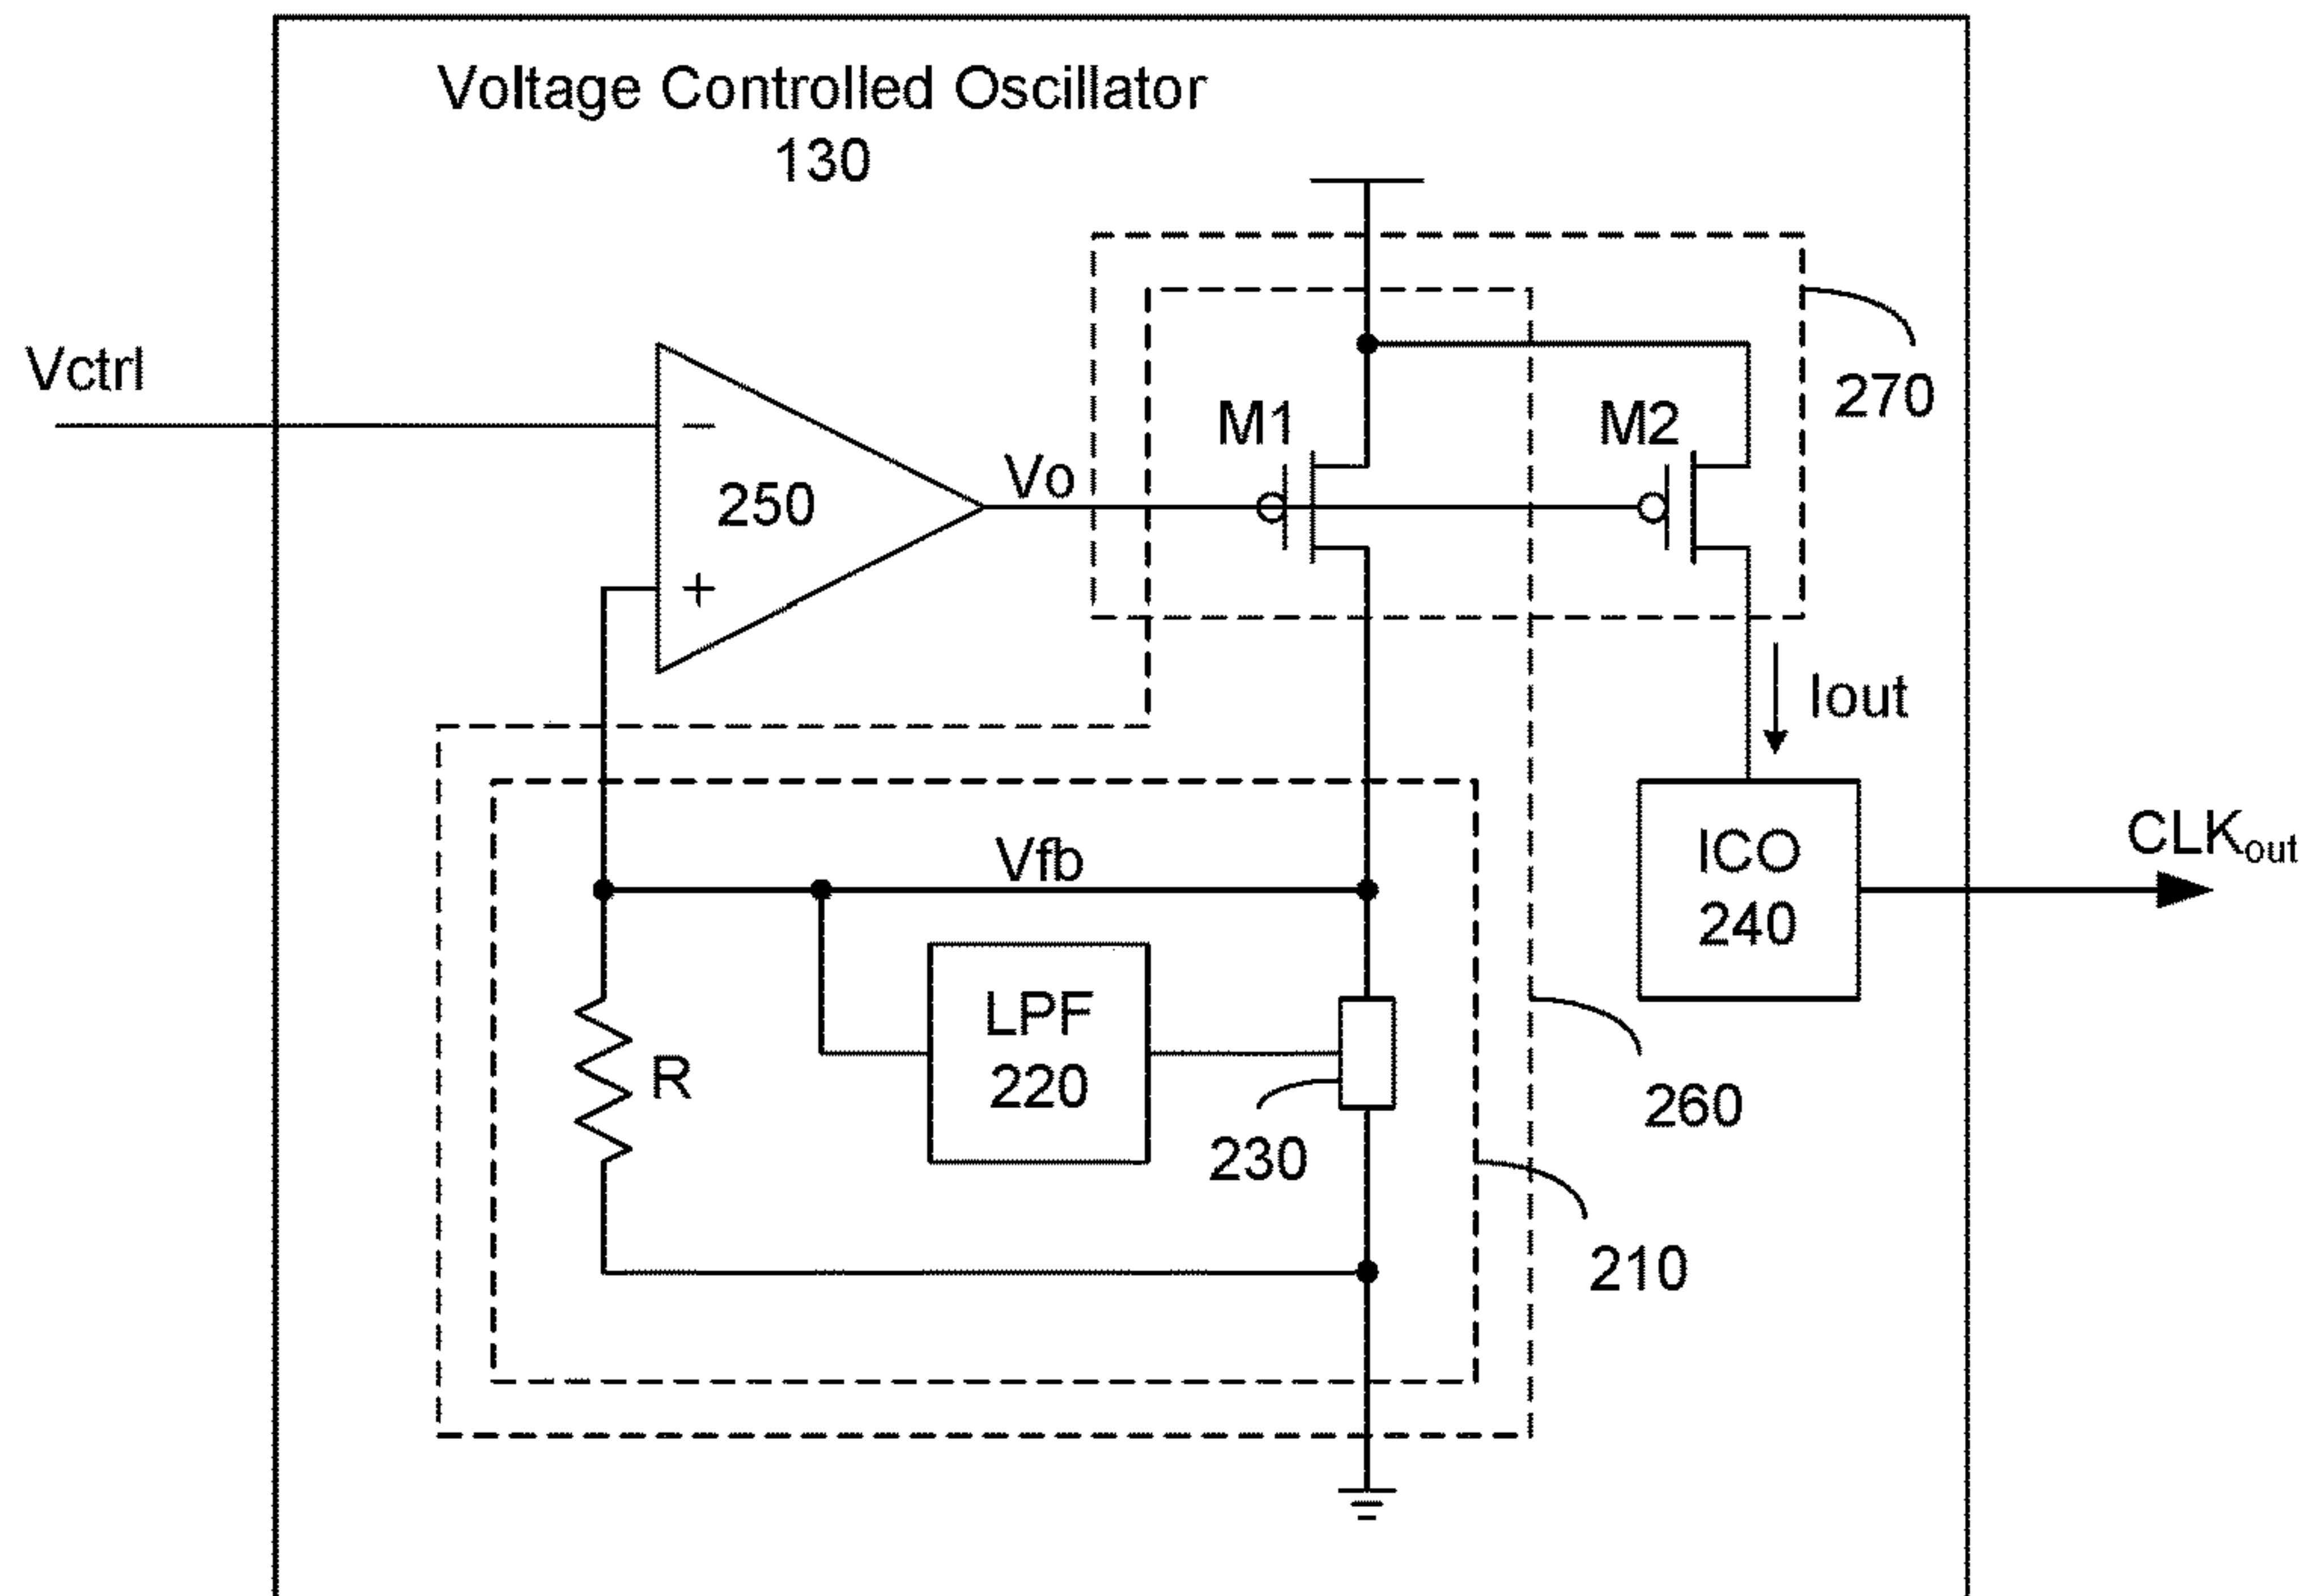 Voltage Controlled Oscillator
130
Vctrl
270
M1
M2
Vo
−
250
+
Iout
Vfb
ICO
240
CLKout
LPF
220
R
230
260
210